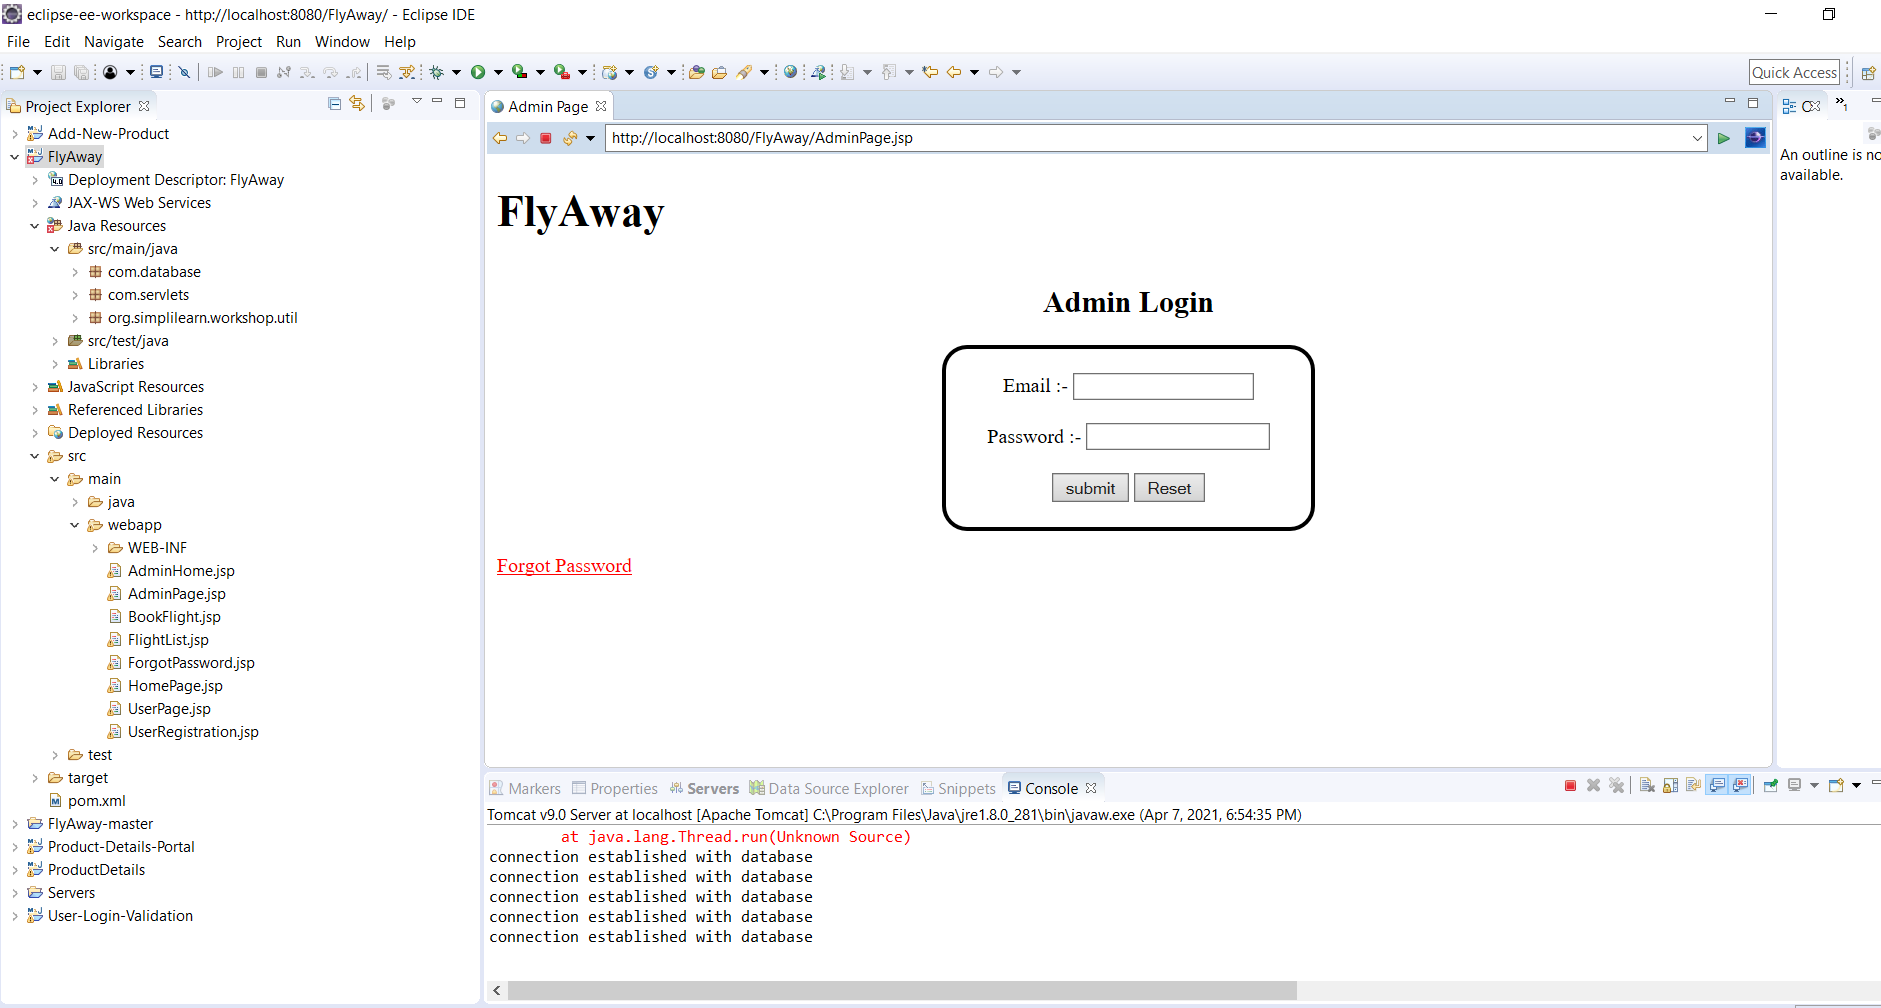 eclipse-ee-workspace - http://localhost:8080/FlyAway/ - Eclipse IDE
File Edit Navigate Search Project Run Window Help
Quick Access
Project Explorer
Add-New-Product
FlyAway
Deployment Descriptor: FlyAway
JAX-WS Web Services
Java Resources
src/main/java
com.database
com.servlets
org.simplilearn.workshop.util
src/test/java
Libraries
JavaScript Resources
Referenced Libraries
Deployed Resources
src
main
java
webapp
WEB-INF
AdminHome.jsp
AdminPage.jsp
BookFlight.jsp
FlightList.jsp
ForgotPassword.jsp
HomePage.jsp
UserPage.jsp
UserRegistration.jsp
test
target
pom.xml
FlyAway-master
Product-Details-Portal
ProductDetails
Servers
User-Login-Validation
Admin Page
http://localhost:8080/FlyAway/AdminPage.jsp
FlyAway
Admin Login
Email :-
Password :-
submit Reset
Forgot Password
An outline is no
available.
Markers Properties Servers Data Source Explorer Snippets Console
Tomcat v9.0 Server at localhost [Apache Tomcat] C:\Program Files\Java\jre1.8.0_281\bin\javaw.exe (Apr 7, 2021, 6:54:35 PM)
at java.lang.Thread.run(Unknown Source)
connection established with database
connection established with database
connection established with database
connection established with database
connection established with database